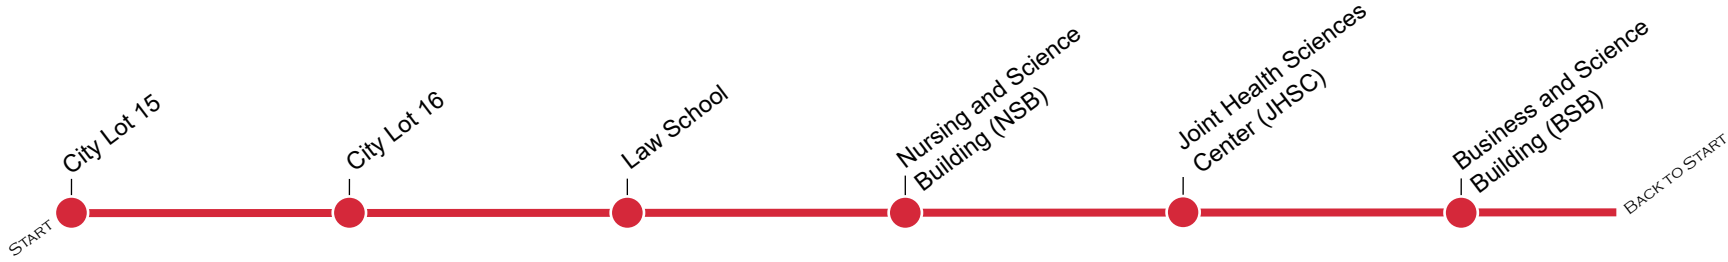 START
City Lot 15
City Lot 16
Law School
Nursing and Science
Building (NSB)
Joint Health Sciences
Center (JHSC)
Business and Science
Building (BSB)
BACK TO START